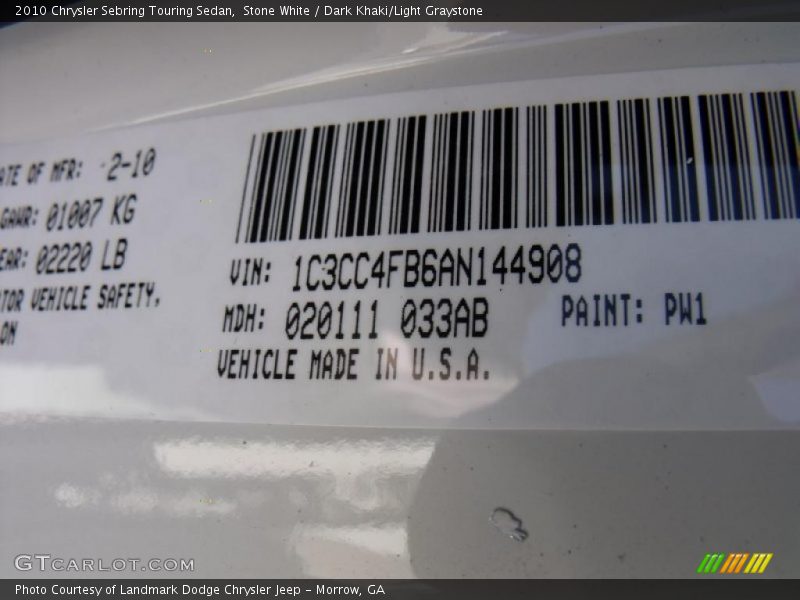 2010 Chrysler Sebring Touring Sedan, Stone White / Dark Khaki/Light Graystone
ATE OF MFR: 2-10
GAWR: 01007 KG
EAR: 02220 LB
TOR VEHICLE SAFETY,
ON
VIN: 1C3CC4FB6AN144908
MDH: 020111 033AB PAINT: PW1
VEHICLE MADE IN U.S.A.
GTCARLOT.COM
Photo Courtesy of Landmark Dodge Chrysler Jeep - Morrow, GA